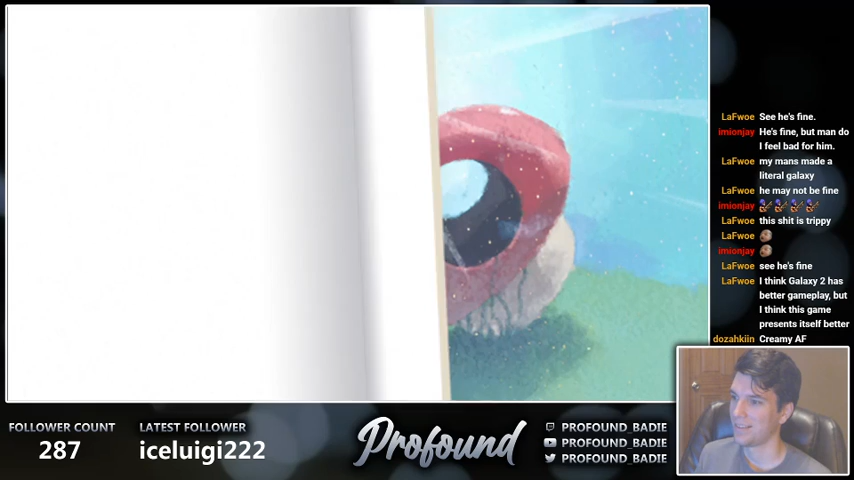 LaFwoe See he's fine.
imionjay He's fine, but man do
I feel bad for him.
LaFwoe my mans made a
literal galaxy
LaFwoe he may not be fine
imionjay
LaFwoe this shit is trippy
LaFwoe
imionjay
LaFwoe see he's fine
LaFwoe I think Galaxy 2 has
better gameplay, but
I think this game
presents itself better
dozahkiin Creamy AF
FOLLOWER COUNT
287
LATEST FOLLOWER
iceluigi222
Profound
PROFOUND_BADIE
PROFOUND_BADIE
PROFOUND_BADIE